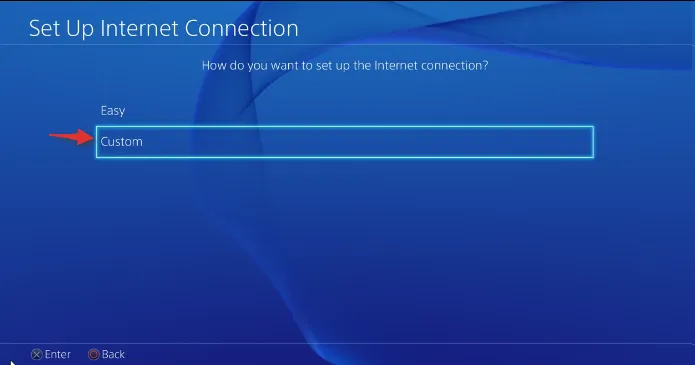 Set Up Internet Connection
How do you want to set up the Internet connection?
Easy
Custom
Enter Back